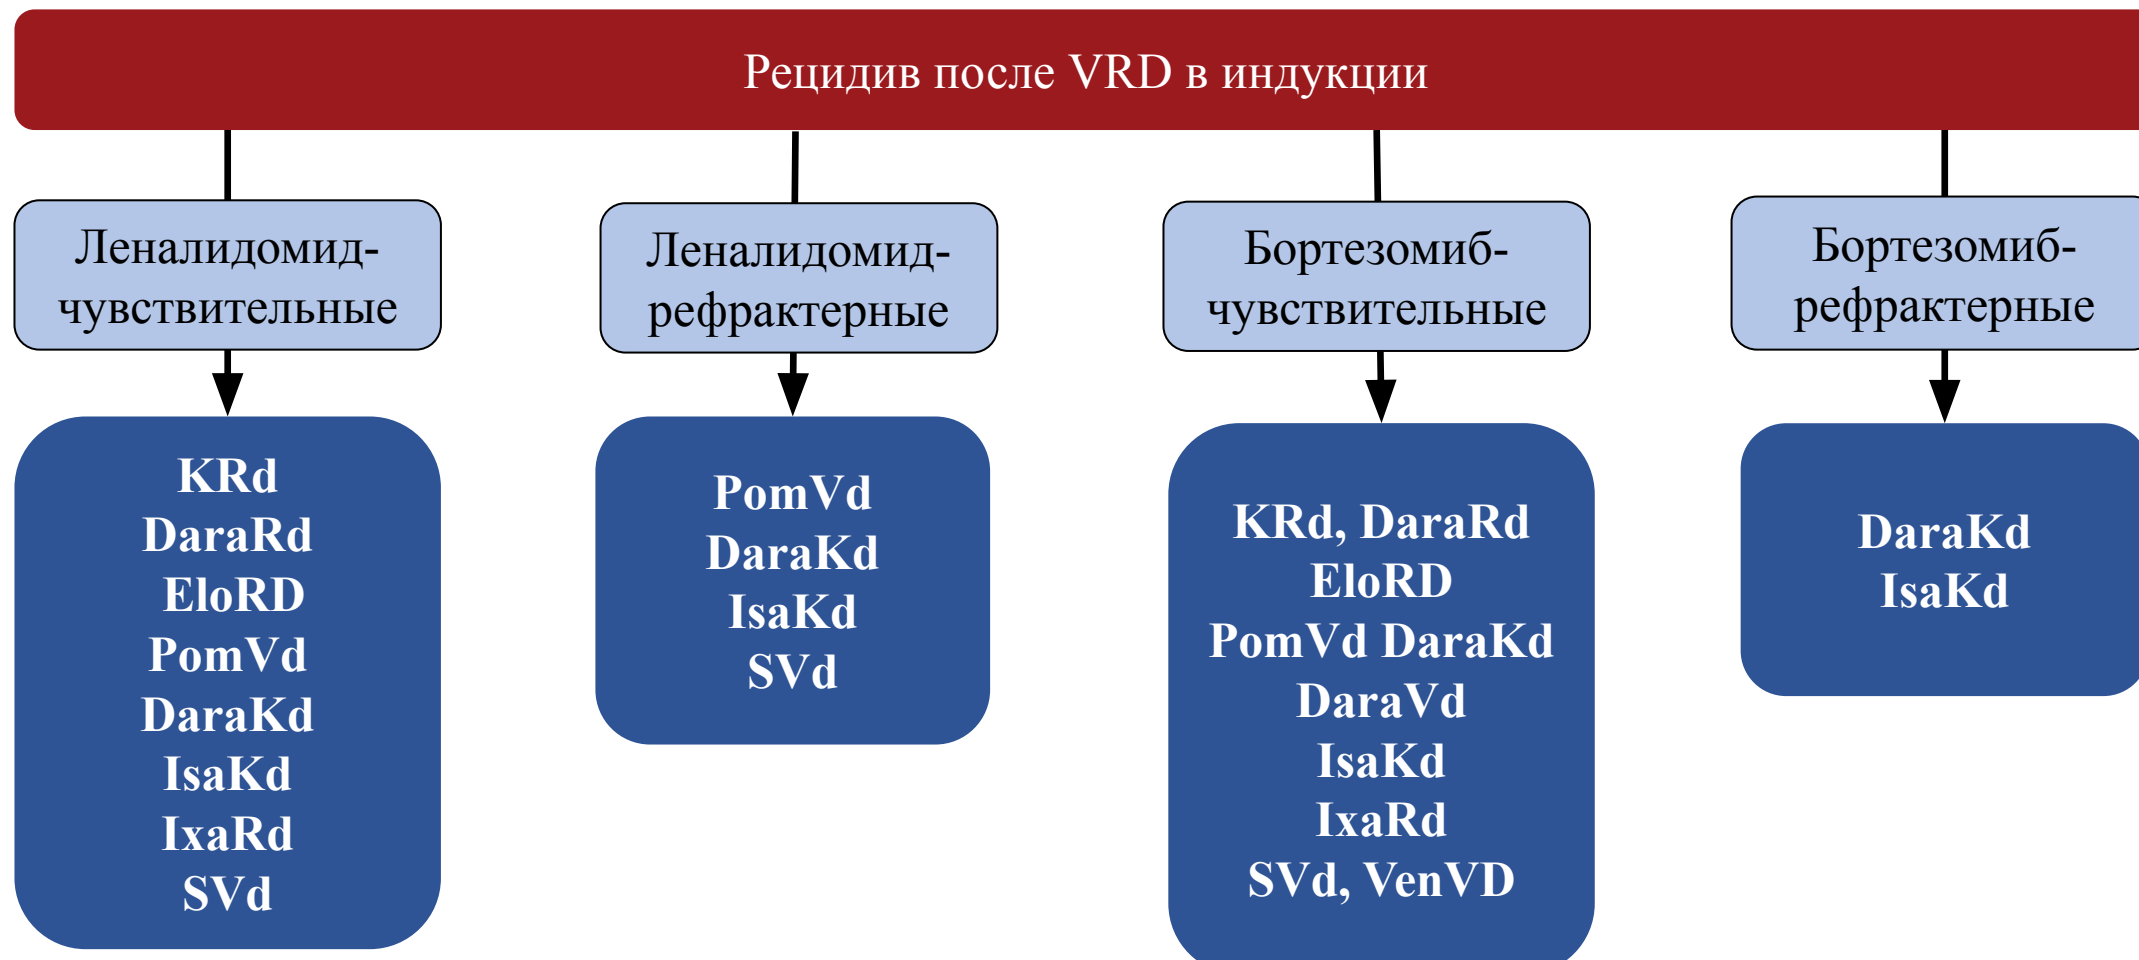 Рецидив после VRD в индукции
Леналидомид-
чувствительные
KRd
DaraRd
EloRD
PomVd
DaraKd
IsaKd
IxaRd
SVd
Леналидомид-
рефрактерные
PomVd
DaraKd
IsaKd
SVd
Бортезомиб-
чувствительные
KRd, DaraRd
EloRD
PomVd DaraKd
DaraVd
IsaKd
IxaRd
SVd, VenVD
Бортезомиб-
рефрактерные
DaraKd
IsaKd